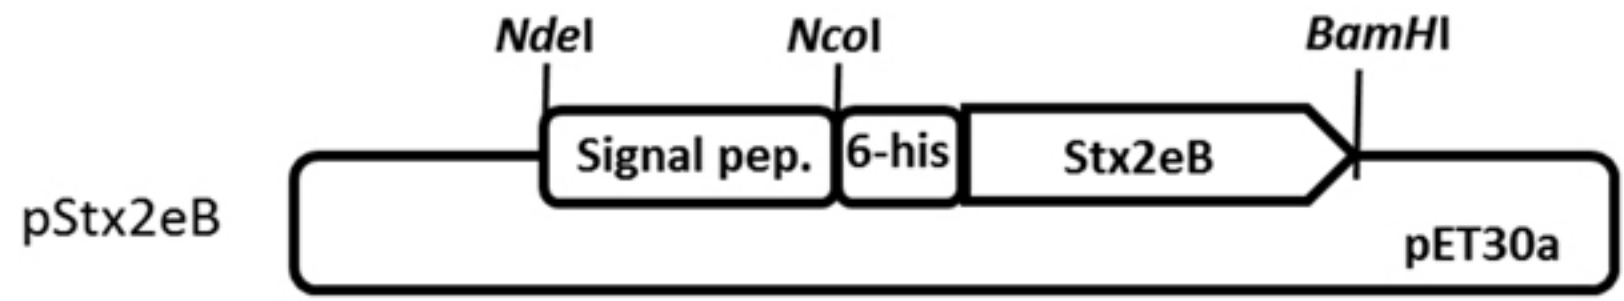 NdeI NcoI BamHI
Signal pep. 6-his Stx2eB
pStx2eB
pET30a